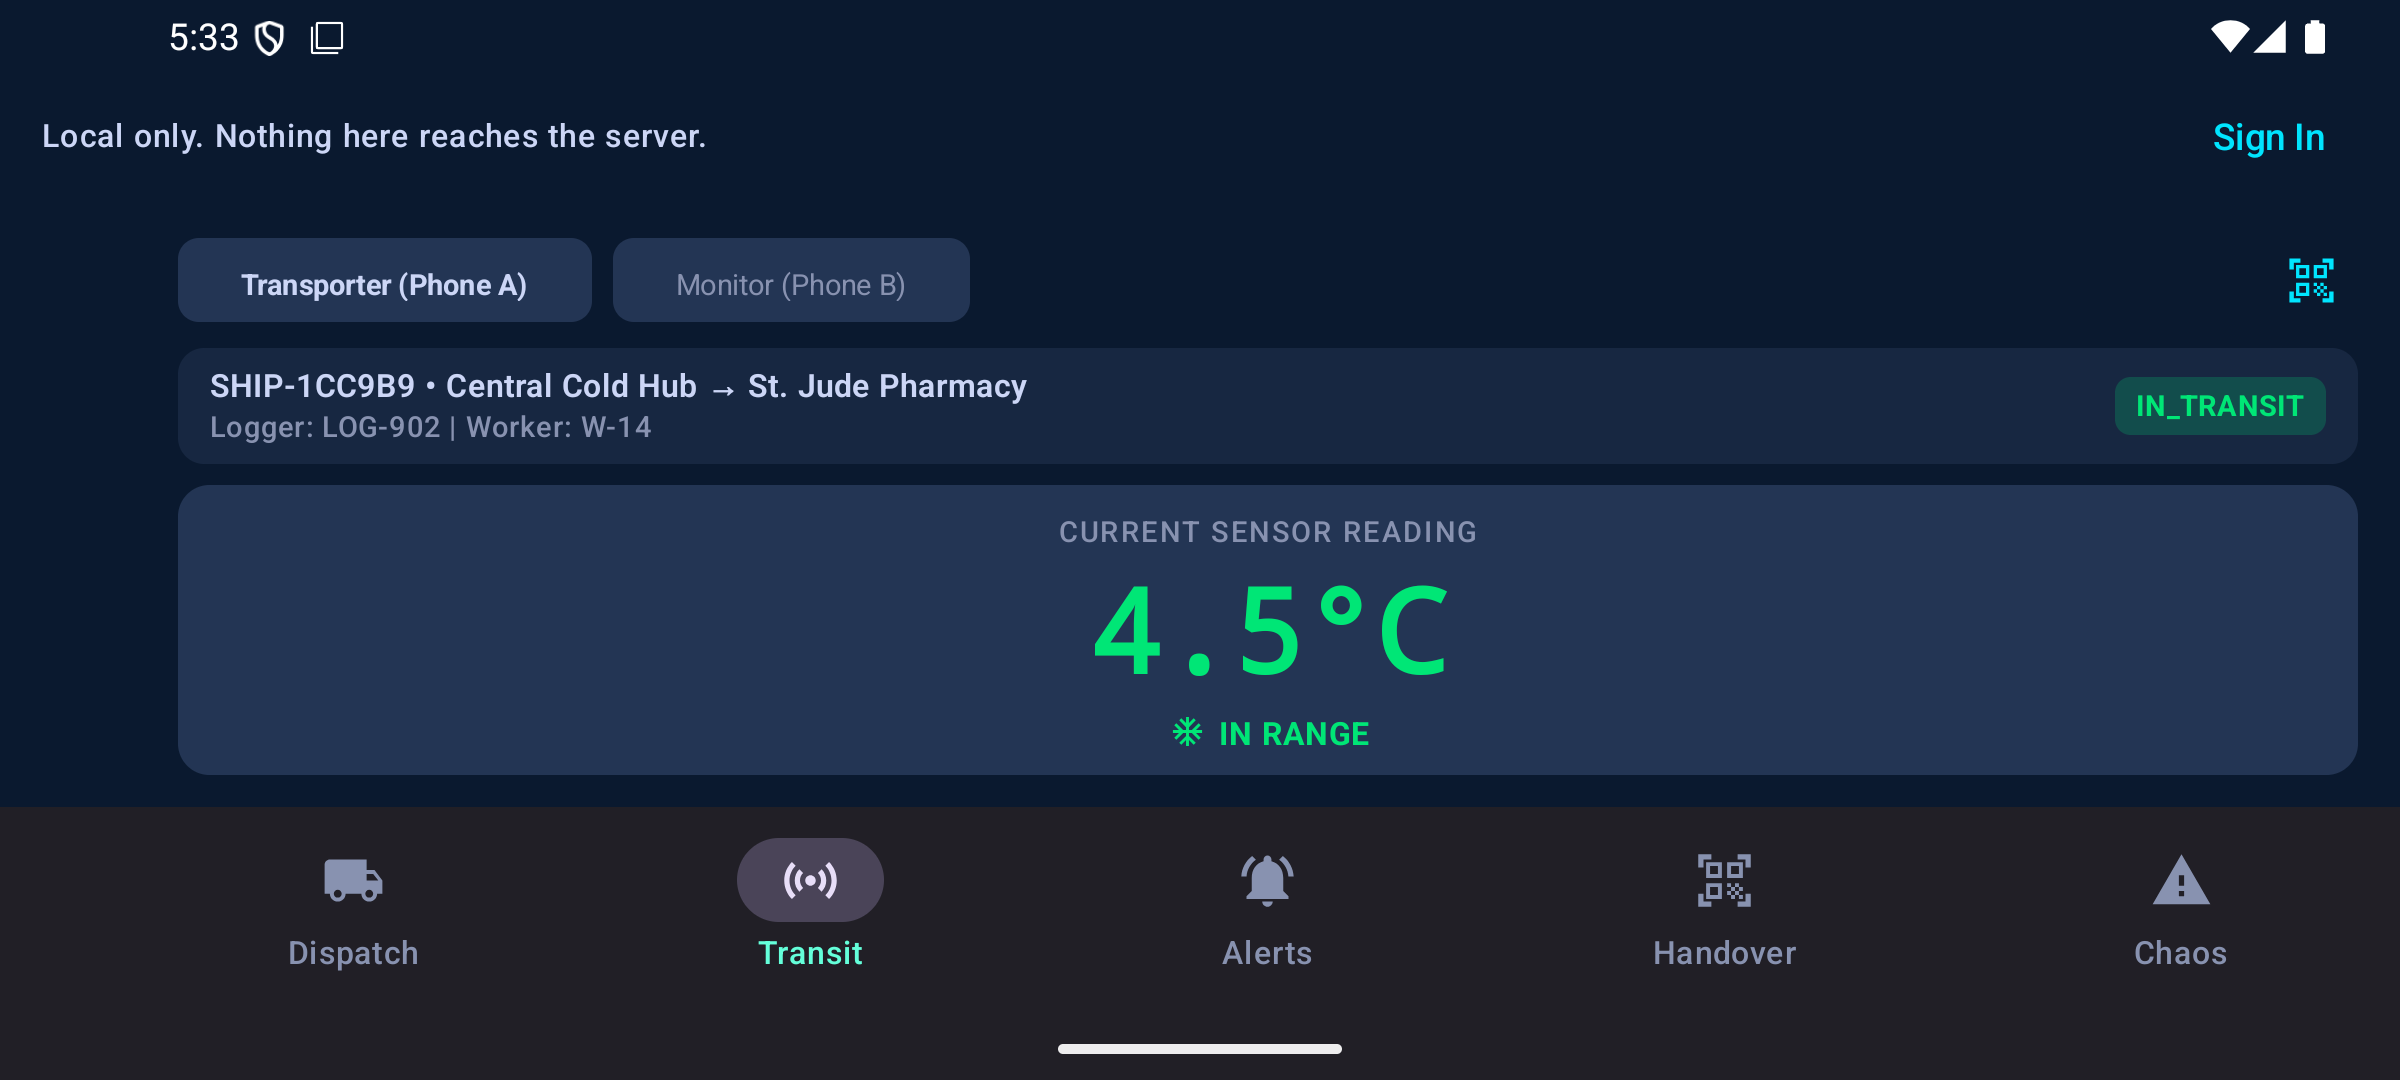 5:33
Local only. Nothing here reaches the server.
Sign In
Transporter (Phone A)
Monitor (Phone B)
SHIP-1CC9B9 • Central Cold Hub → St. Jude Pharmacy
Logger: LOG-902 | Worker: W-14
IN_TRANSIT
CURRENT SENSOR READING
4.5°C
IN RANGE
Dispatch
Transit
Alerts
Handover
Chaos